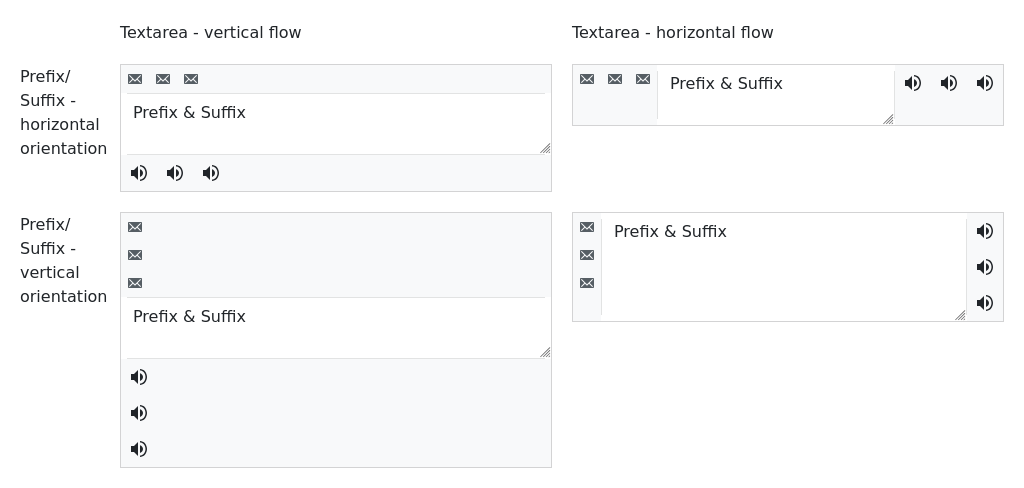 Textarea - vertical flow
Textarea - horizontal flow
Prefix/
Suffix -
horizontal
orientation
Prefix & Suffix
Prefix & Suffix
Prefix/
Suffix -
vertical
orientation
Prefix & Suffix
Prefix & Suffix